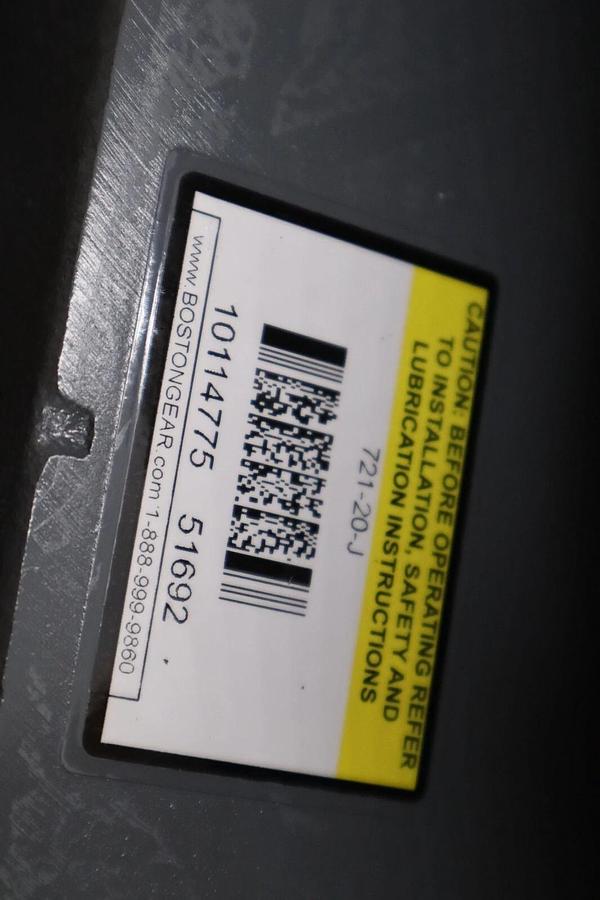 CAUTION: BEFORE OPERATING REFER
TO INSTALLATION, SAFETY AND
LUBRICATION INSTRUCTIONS
721-20-J
10114775 51692
www.BOSTONGEAR.com 1-888-999-9860